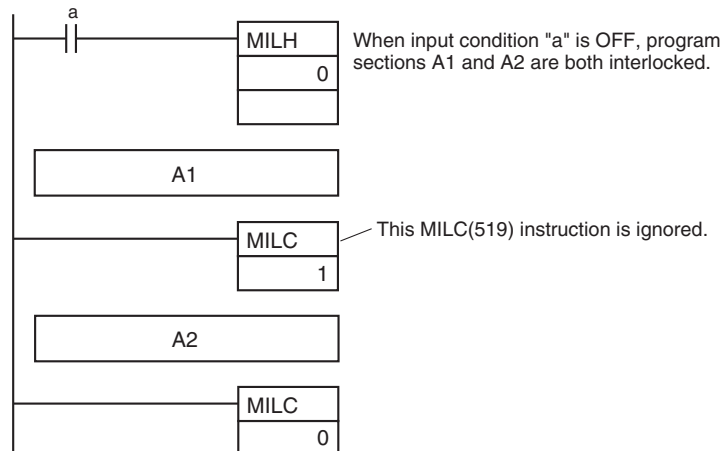 a
MILH
When input condition "a" is OFF, program
0
sections A1 and A2 are both interlocked.
A1
MILC
This MILC(519) instruction is ignored.
1
A2
MILC
0